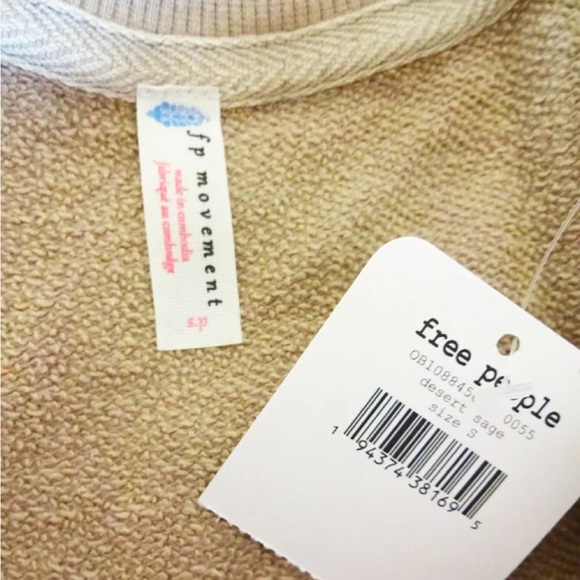 fp movement
made in cambodia
fabriqué au cambodge
s.p
free people
desert sage
size S
1 94374 38169 5